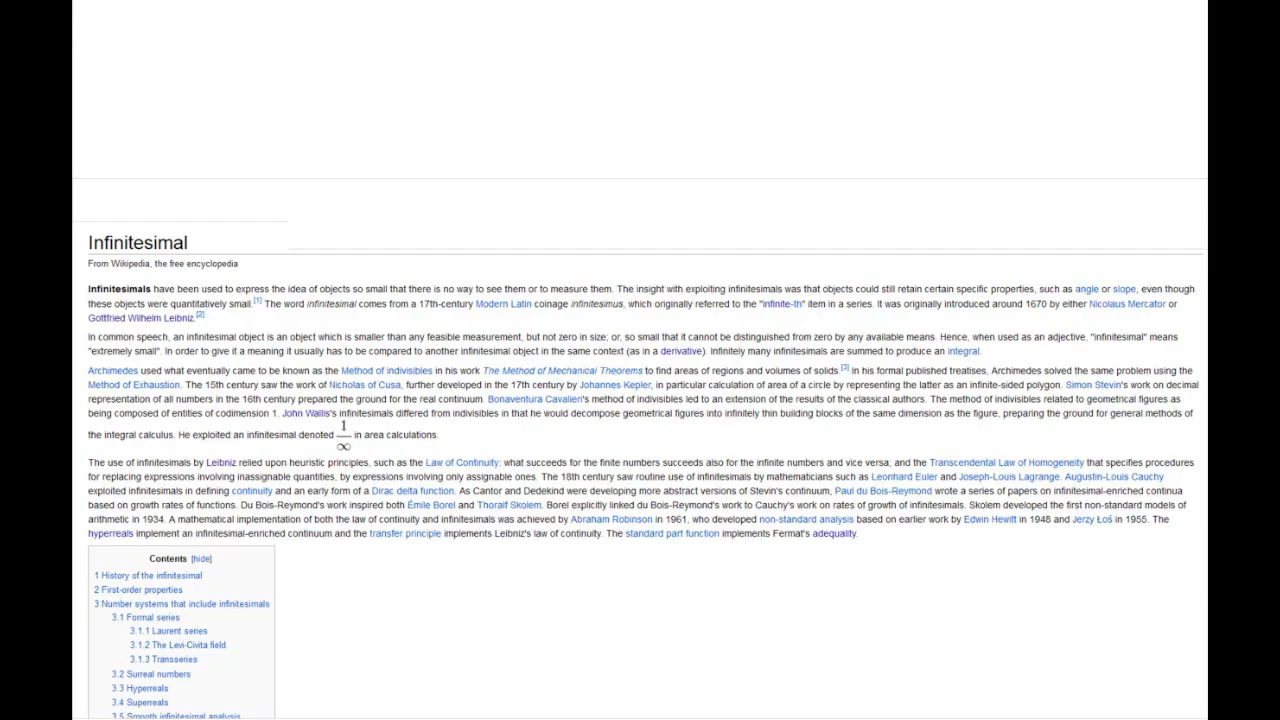 Infinitesimal
From Wikipedia, the free encyclopedia
Infinitesimals have been used to express the idea of objects so small that there is no way to see them or to measure them. The insight with exploiting infinitesimals was that objects could still retain certain specific properties, such as angle or slope, even though
these objects were quantitatively small.[1] The word infinitesimal comes from a 17th-century Modern Latin coinage infinitesimus, which originally referred to the "infinite-th" item in a series. It was originally introduced around 1670 by either Nicolaus Mercator or
Gottfried Wilhelm Leibniz.[2]
In common speech, an infinitesimal object is an object which is smaller than any feasible measurement, but not zero in size; or, so small that it cannot be distinguished from zero by any available means. Hence, when used as an adjective, "infinitesimal" means
"extremely small". In order to give it a meaning it usually has to be compared to another infinitesimal object in the same context (as in a derivative). Infinitely many infinitesimals are summed to produce an integral.
Archimedes used what eventually came to be known as the Method of indivisibles in his work The Method of Mechanical Theorems to find areas of regions and volumes of solids.[3] In his formal published treatises, Archimedes solved the same problem using the
Method of Exhaustion. The 15th century saw the work of Nicholas of Cusa, further developed in the 17th century by Johannes Kepler, in particular calculation of area of a circle by representing the latter as an infinite-sided polygon. Simon Stevin's work on decimal
representation of all numbers in the 16th century prepared the ground for the real continuum. Bonaventura Cavalieri's method of indivisibles led to an extension of the results of the classical authors. The method of indivisibles related to geometrical figures as
being composed of entities of codimension 1. John Wallis's infinitesimals differed from indivisibles in that he would decompose geometrical figures into infinitely thin building blocks of the same dimension as the figure, preparing the ground for general methods of
the integral calculus. He exploited an infinitesimal denoted 1/∞ in area calculations.
The use of infinitesimals by Leibniz relied upon heuristic principles, such as the Law of Continuity: what succeeds for the finite numbers succeeds also for the infinite numbers and vice versa; and the Transcendental Law of Homogeneity that specifies procedures
for replacing expressions involving inassignable quantities, by expressions involving only assignable ones. The 18th century saw routine use of infinitesimals by mathematicians such as Leonhard Euler and Joseph-Louis Lagrange. Augustin-Louis Cauchy
exploited infinitesimals in defining continuity and an early form of a Dirac delta function. As Cantor and Dedekind were developing more abstract versions of Stevin's continuum, Paul du Bois-Reymond wrote a series of papers on infinitesimal-enriched continua
based on growth rates of functions. Du Bois-Reymond's work inspired both Émile Borel and Thoralf Skolem. Borel explicitly linked du Bois-Reymond's work to Cauchy's work on rates of growth of infinitesimals. Skolem developed the first non-standard models of
arithmetic in 1934. A mathematical implementation of both the law of continuity and infinitesimals was achieved by Abraham Robinson in 1961, who developed non-standard analysis based on earlier work by Edwin Hewitt in 1948 and Jerzy Łoś in 1955. The
hyperreals implement an infinitesimal-enriched continuum and the transfer principle implements Leibniz's law of continuity. The standard part function implements Fermat's adequality.
Contents [hide]
1 History of the infinitesimal
2 First-order properties
3 Number systems that include infinitesimals
3.1 Formal series
3.1.1 Laurent series
3.1.2 The Levi-Civita field
3.1.3 Transseries
3.2 Surreal numbers
3.3 Hyperreals
3.4 Superreals
3.5 Smooth infinitesimal analysis